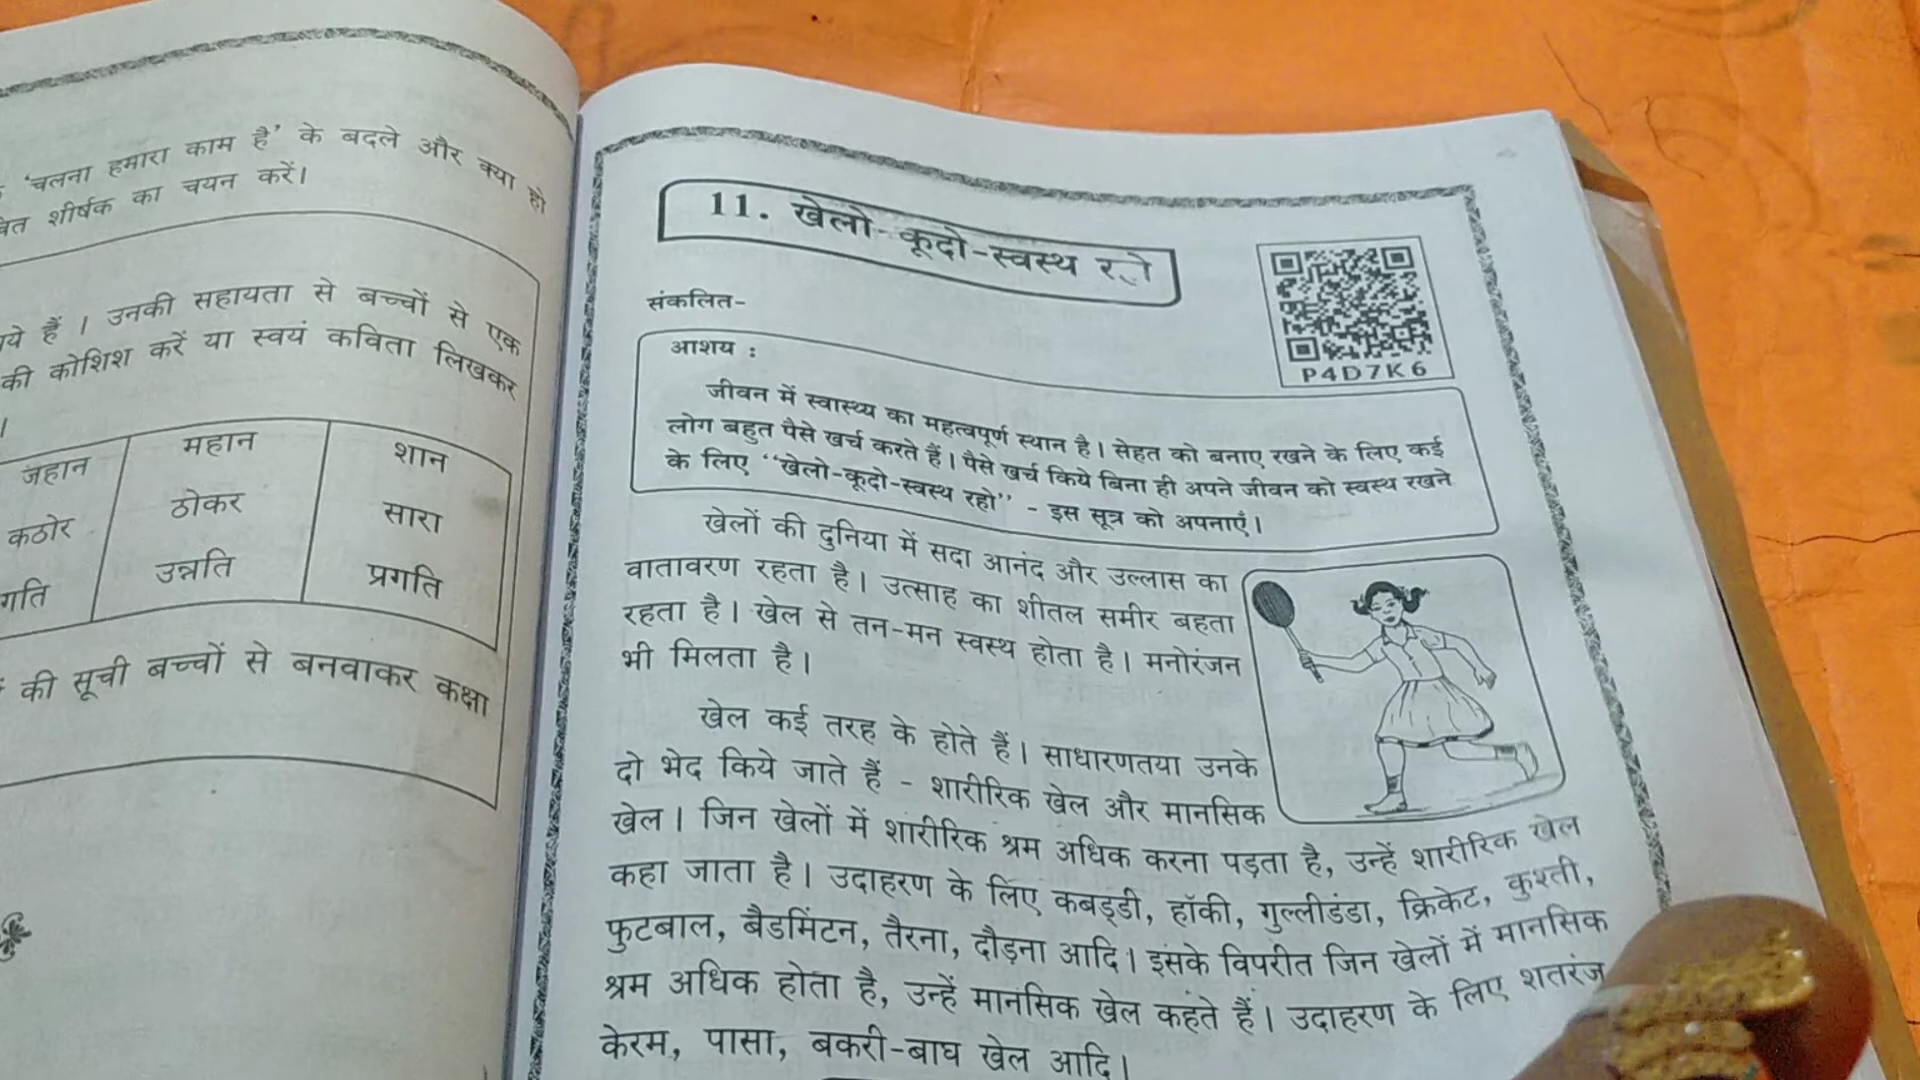 'चलना हमारा काम है' के बदले और क्या हो
शीर्षक का चयन करें।
हैं । उनकी सहायता से बच्चों से एक
की कोशिश करें या स्वयं कविता लिखकर
।
जहान महान शान
कठोर ठोकर सारा
गति उन्नति प्रगति
की सूची बच्चों से बनवाकर कक्षा
11. खेलो-कूदो-स्वस्थ
संकलित-
P4D7K6
आशय :
जीवन में स्वास्थ्य का महत्वपूर्ण स्थान है। सेहत को बनाए रखने के लिए कई
लोग बहुत पैसे खर्च करते हैं। पैसे खर्च किये बिना ही अपने जीवन को स्वस्थ रखने
के लिए "खेलो-कूदो-स्वस्थ रहो" - इस सूत्र को अपनाएँ।
खेलों की दुनिया में सदा आनंद और उल्लास का
वातावरण रहता है। उत्साह का शीतल समीर बहता
रहता है। खेल से तन-मन स्वस्थ होता है। मनोरंजन
भी मिलता है।
खेल कई तरह के होते हैं। साधारणतया उनके
दो भेद किये जाते हैं - शारीरिक खेल और मानसिक
खेल। जिन खेलों में शारीरिक श्रम अधिक करना पड़ता है, उन्हें शारीरिक खेल
कहा जाता है। उदाहरण के लिए कबड्डी, हॉकी, गुल्लीडंडा, क्रिकेट, कुश्ती,
फुटबाल, बैडमिंटन, तैरना, दौड़ना आदि। इसके विपरीत जिन खेलों में मानसिक
श्रम अधिक होता है, उन्हें मानसिक खेल कहते हैं। उदाहरण के लिए शतरंज
केरम, पासा, बकरी-बाघ खेल आदि।